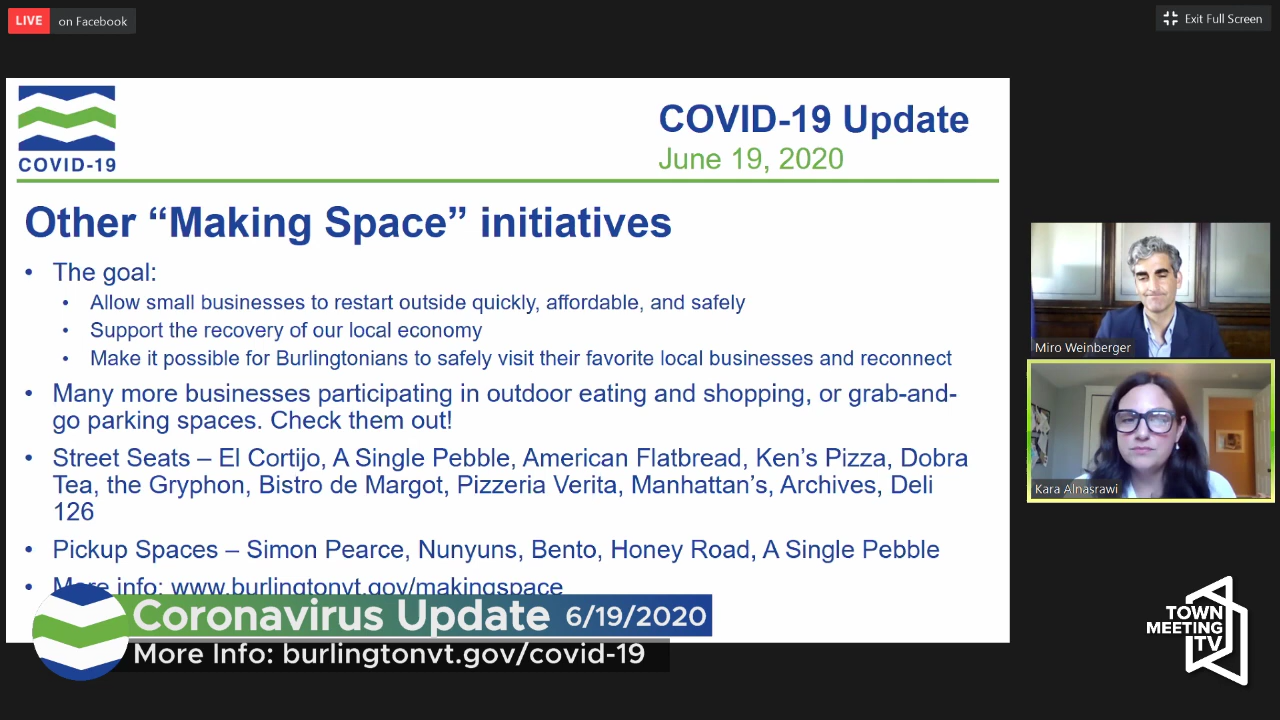 LIVE on Facebook
Exit Full Screen
COVID-19
COVID-19 Update
June 19, 2020
Other “Making Space” initiatives
• The goal:
• Allow small businesses to restart outside quickly, affordable, and safely
• Support the recovery of our local economy
• Make it possible for Burlingtonians to safely visit their favorite local businesses and reconnect
• Many more businesses participating in outdoor eating and shopping, or grab-and-
go parking spaces. Check them out!
• Street Seats – El Cortijo, A Single Pebble, American Flatbread, Ken’s Pizza, Dobra
Tea, the Gryphon, Bistro de Margot, Pizzeria Verita, Manhattan’s, Archives, Deli
126
• Pickup Spaces – Simon Pearce, Nunyuns, Bento, Honey Road, A Single Pebble
• More info: www.burlingtonvt.gov/makingspace
Coronavirus Update 6/19/2020
More Info: burlingtonvt.gov/covid-19
Miro Weinberger
Kara Alnasrawi
TOWN
MEETING
TV